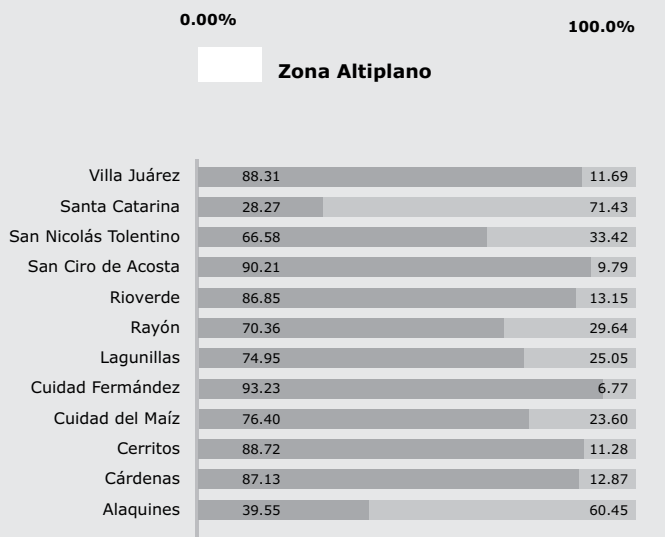 0.00% 100.0%
Zona Altiplano
Villa Juárez 88.31 11.69
Santa Catarina 28.27 71.43
San Nicolás Tolentino 66.58 33.42
San Ciro de Acosta 90.21 9.79
Rioverde 86.85 13.15
Rayón 70.36 29.64
Lagunillas 74.95 25.05
Cuidad Fermández 93.23 6.77
Cuidad del Maíz 76.40 23.60
Cerritos 88.72 11.28
Cárdenas 87.13 12.87
Alaquines 39.55 60.45